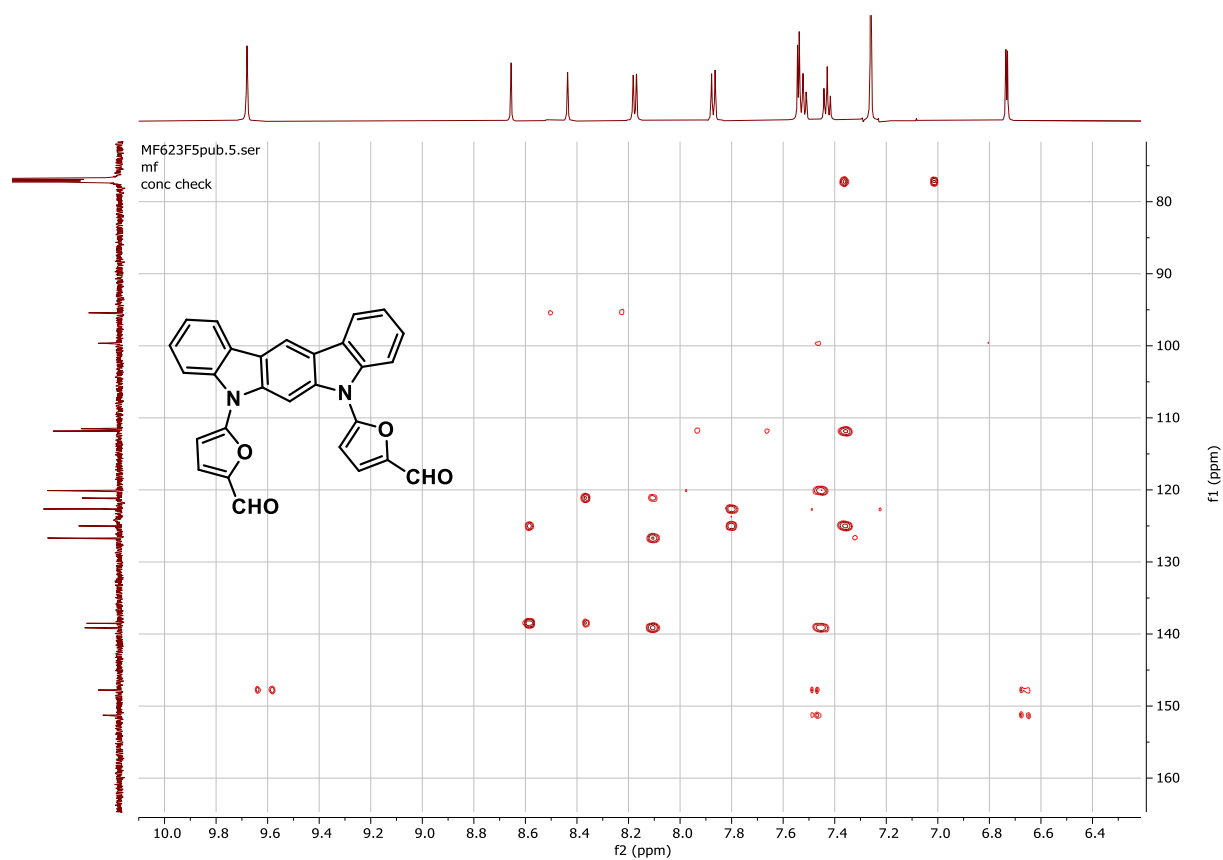 MF623F5pub.5.ser
mf
conc check
80
90
100
110
120
130
140
150
160
f1 (ppm)
N
N
O
O
CHO
CHO
10.0 9.8 9.6 9.4 9.2 9.0 8.8 8.6 8.4 8.2 8.0 7.8 7.6 7.4 7.2 7.0 6.8 6.6 6.4
f2 (ppm)